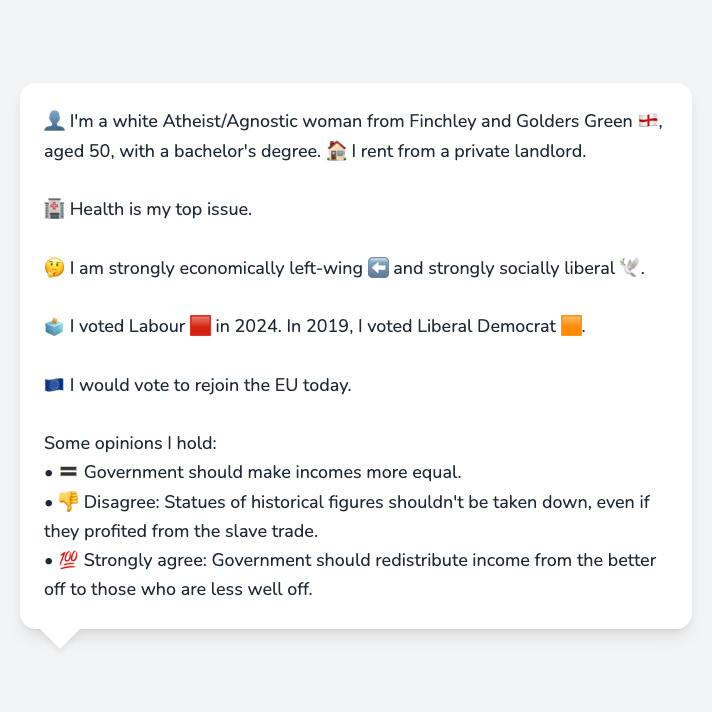 👤 I'm a white Atheist/Agnostic woman from Finchley and Golders Green 🏴󠁧󠁢󠁥󠁮󠁧󠁿,
aged 50, with a bachelor's degree. 🏠 I rent from a private landlord.
🏥 Health is my top issue.
🤔 I am strongly economically left-wing ⬅️ and strongly socially liberal 🕊️.
🗳️ I voted Labour 🟥 in 2024. In 2019, I voted Liberal Democrat 🟧.
🇪🇺 I would vote to rejoin the EU today.
Some opinions I hold:
• 🟰 Government should make incomes more equal.
• 👎 Disagree: Statues of historical figures shouldn't be taken down, even if
they profited from the slave trade.
• 💯 Strongly agree: Government should redistribute income from the better
off to those who are less well off.